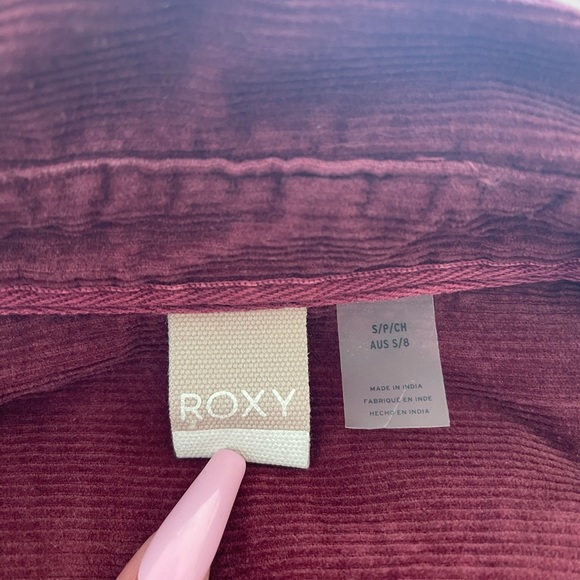 ROXY
S/P/CH
AUS S/8
MADE IN INDIA
FABRIQUÉ EN INDE
HECHO EN INDIA